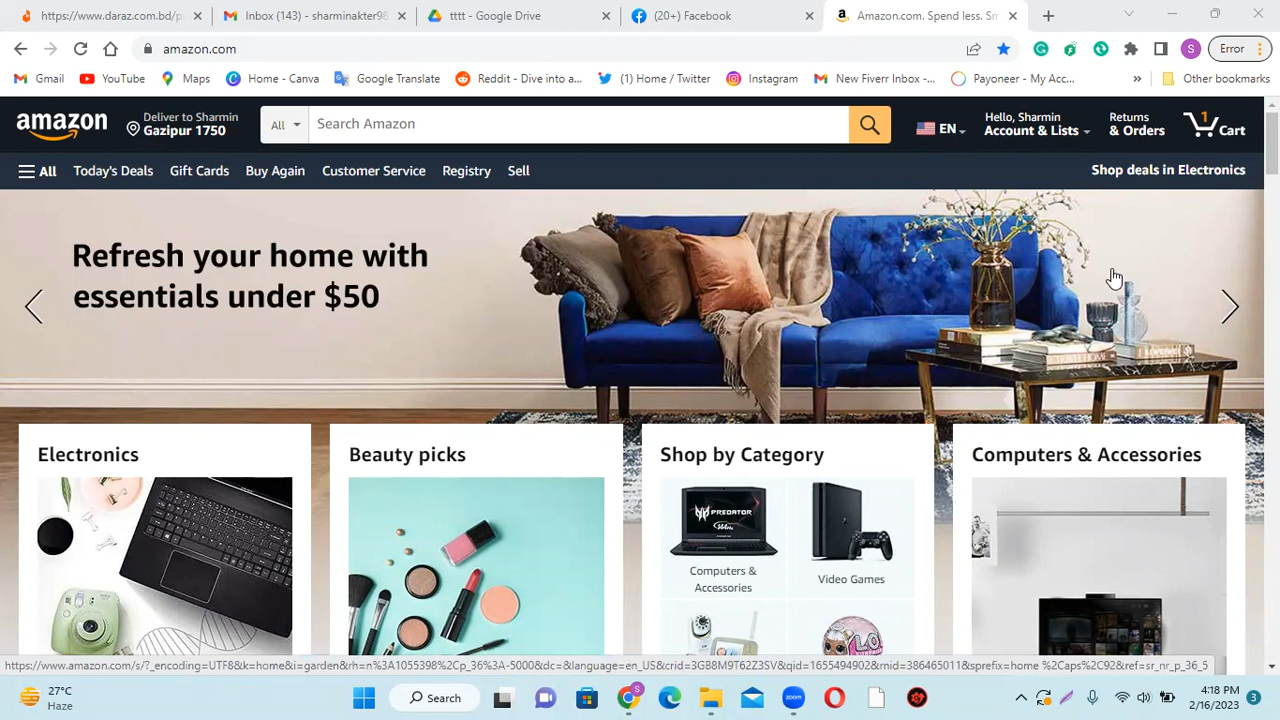 https://www.daraz.com.bd/p
Inbox (143) - sharminakter98
tttt - Google Drive
(20+) Facebook
Amazon.com. Spend less. Sm
amazon.com
Error
Gmail
YouTube
Maps
Home - Canva
Google Translate
Reddit - Dive into a...
(1) Home / Twitter
Instagram
New Fiverr Inbox -...
Payoneer - My Acc...
»
Other bookmarks
amazon
Deliver to Sharmin
Gazipur 1750
All
Search Amazon
EN
Hello, Sharmin
Account & Lists
Returns
& Orders
1
Cart
All
Today's Deals
Gift Cards
Buy Again
Customer Service
Registry
Sell
Shop deals in Electronics
Refresh your home with
essentials under $50
Electronics
Beauty picks
Shop by Category
Computers & Accessories
PREDATOR
Computers &
Accessories
Video Games
https://www.amazon.com/s/?_encoding=UTF8&k=home&i=garden&rh=n%3A1055398%2Cp_36%3A-5000&dc=&language=en_US&crid=3GB8M9T62Z3SV&qid=1655494902&rnid=386465011&sprefix=home %2Caps%2C92&ref=sr_nr_p_36_5
27°C
Haze
Search
zoom
4:18 PM
2/16/2023
3